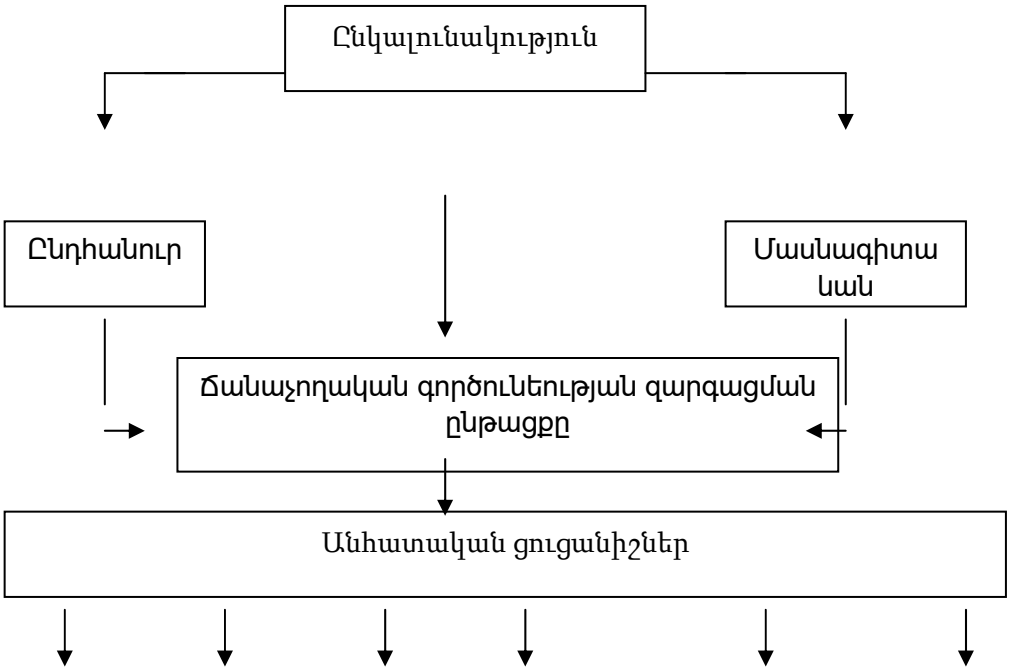 Ընկալունակություն
Ընդհանուր
Մասնագիտա
կան
Ճանաչողական գործունեության զարգացման
ընթացքը
Անհատական ցուցանիշներ